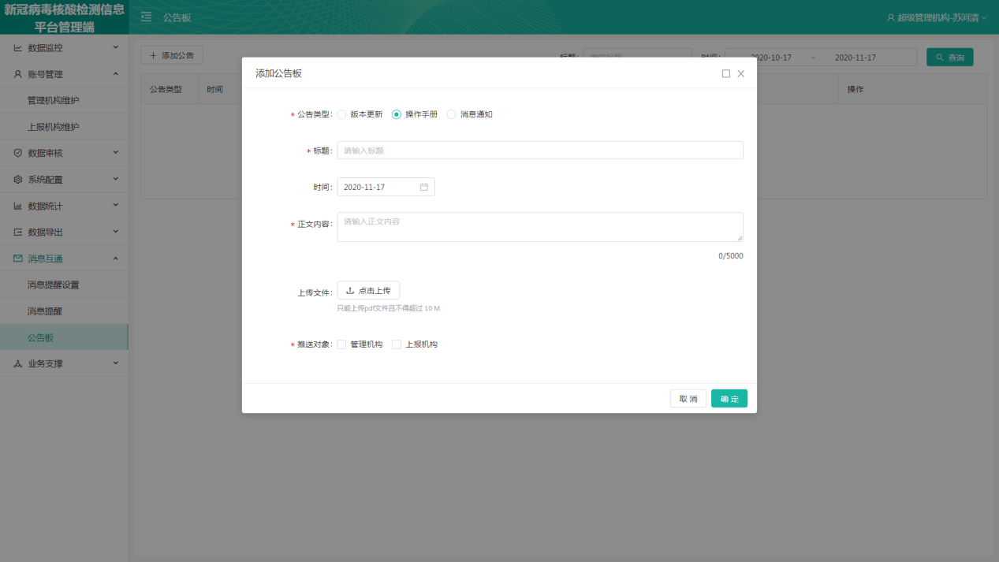 新冠病毒核酸检测信息
平台管理端
公告板
超级管理机构-苏河清
数据监控
账号管理
管理机构维护
上报机构维护
数据审核
系统配置
数据统计
数据导出
消息互通
消息提醒设置
消息提醒
公告板
业务支撑
+ 添加公告
标题:
时间:
2020-10-17 ~ 2020-11-17
查询
公告类型 时间 操作
添加公告板
* 公告类型: 版本更新 操作手册 消息通知
* 标题: 请输入标题
时间: 2020-11-17
* 正文内容: 请输入正文内容
0/5000
上传文件: 点击上传
只能上传pdf文件且不得超过 10 M
* 推送对象: 管理机构 上报机构
取 消 确 定